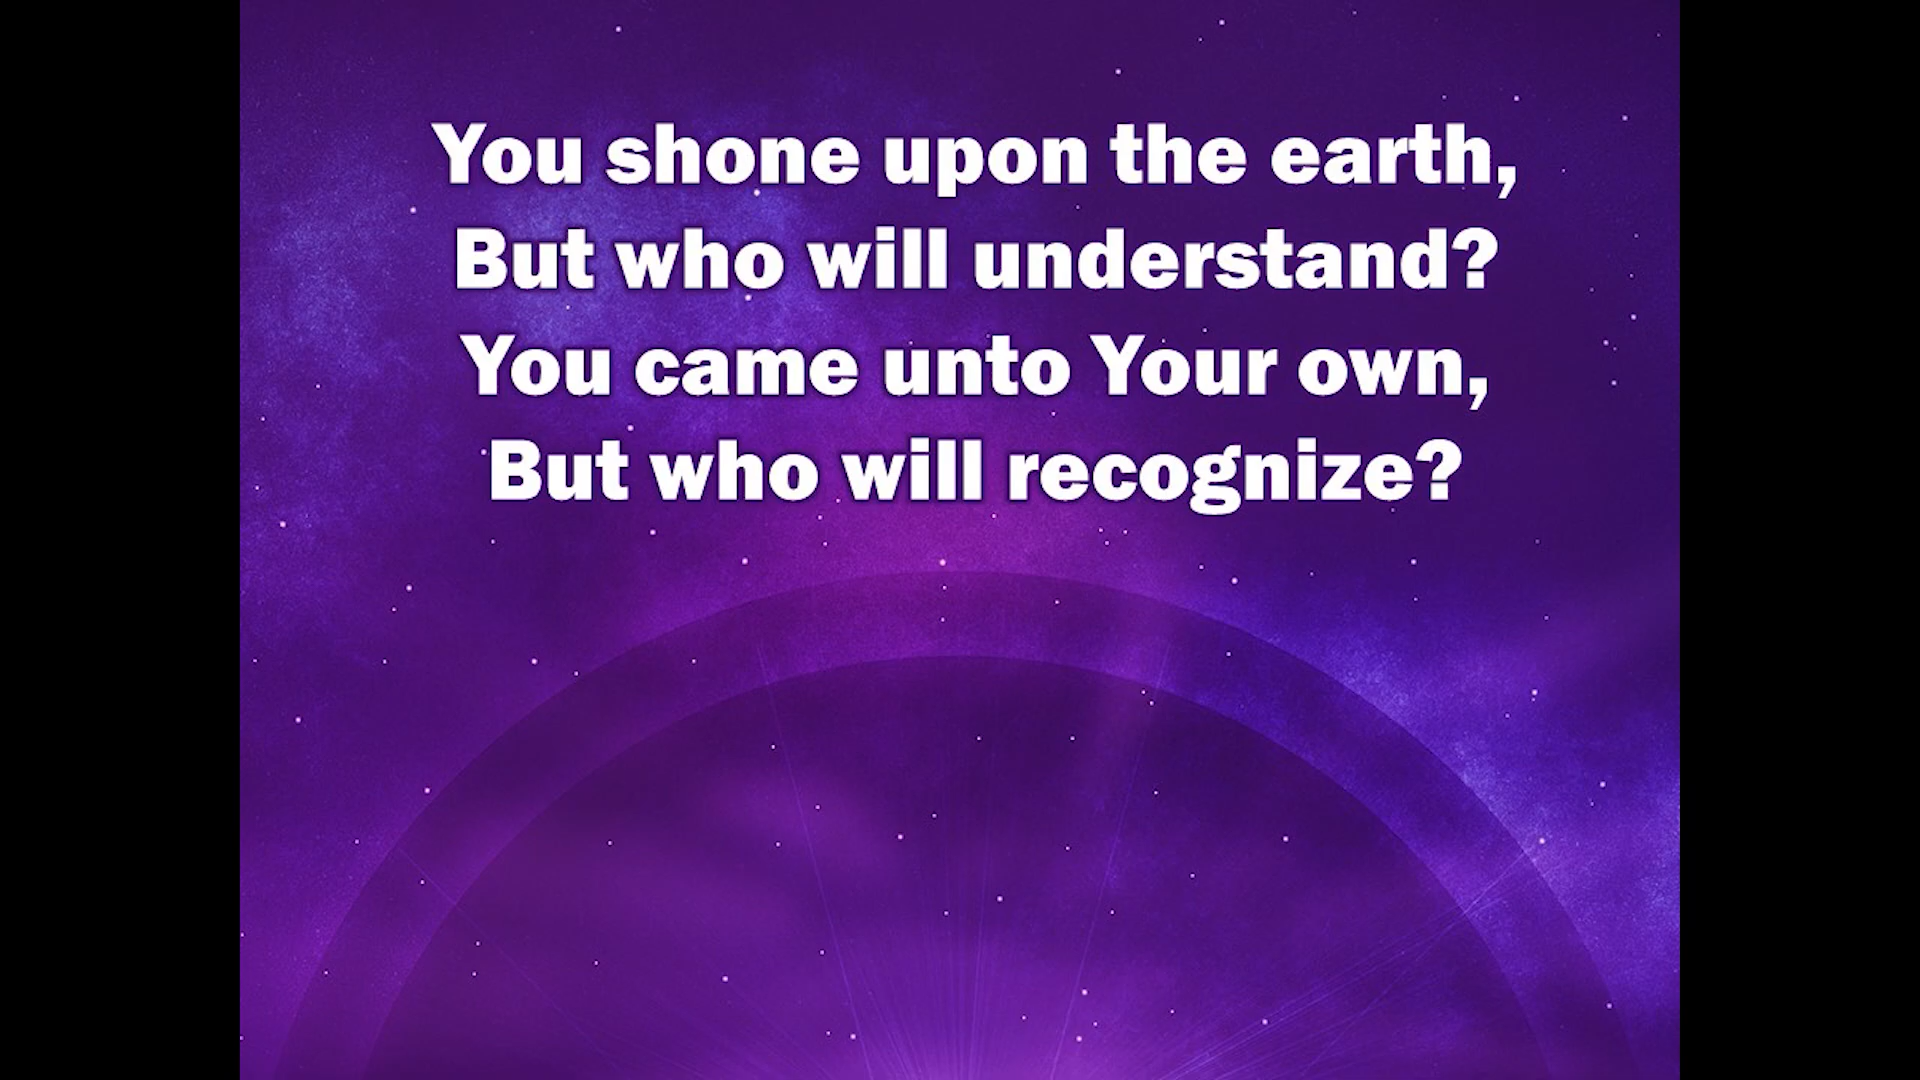 You shone upon the earth,
But who will understand?
You came unto Your own,
But who will recognize?